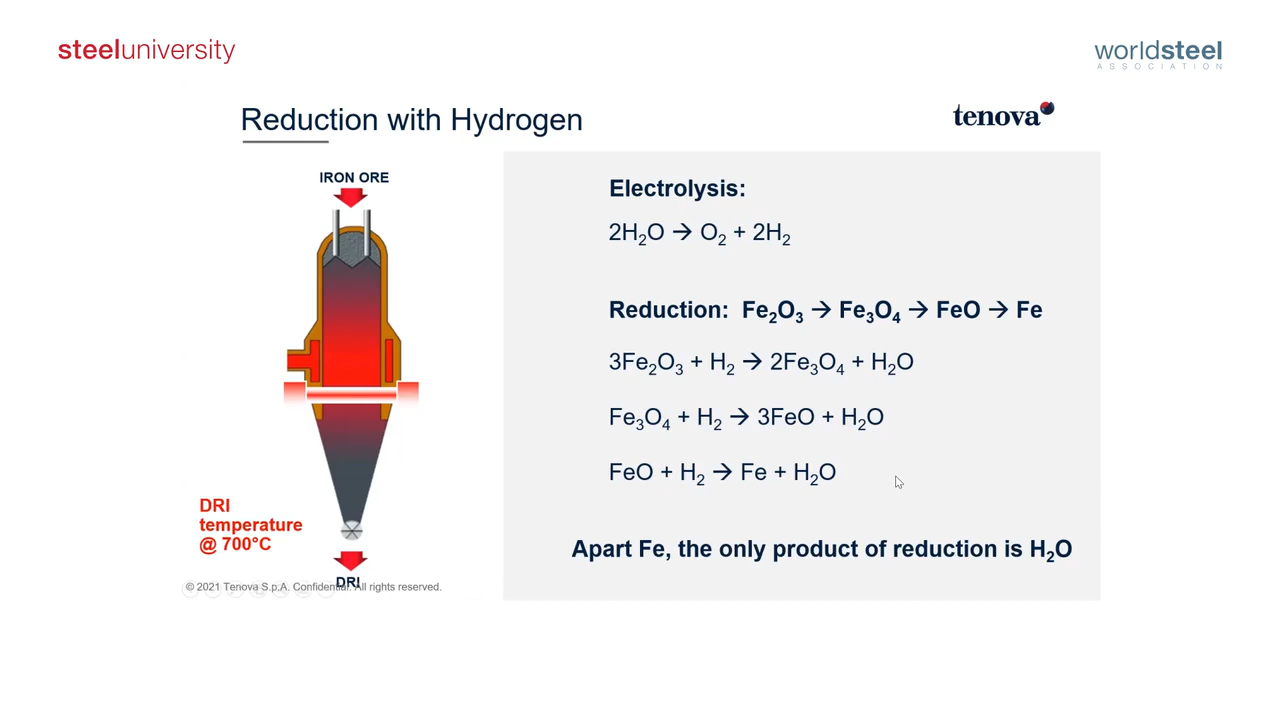 steeluniversity
worldsteel
ASSOCIATION
Reduction with Hydrogen
tenova
IRON ORE
DRI
temperature
@ 700°C
DRI
© 2021 Tenova S.p.A. Confidential. All rights reserved.
Electrolysis:
2H₂O → O₂ + 2H₂
Reduction: Fe₂O₃ → Fe₃O₄ → FeO → Fe
3Fe₂O₃ + H₂ → 2Fe₃O₄ + H₂O
Fe₃O₄ + H₂ → 3FeO + H₂O
FeO + H₂ → Fe + H₂O
Apart Fe, the only product of reduction is H₂O